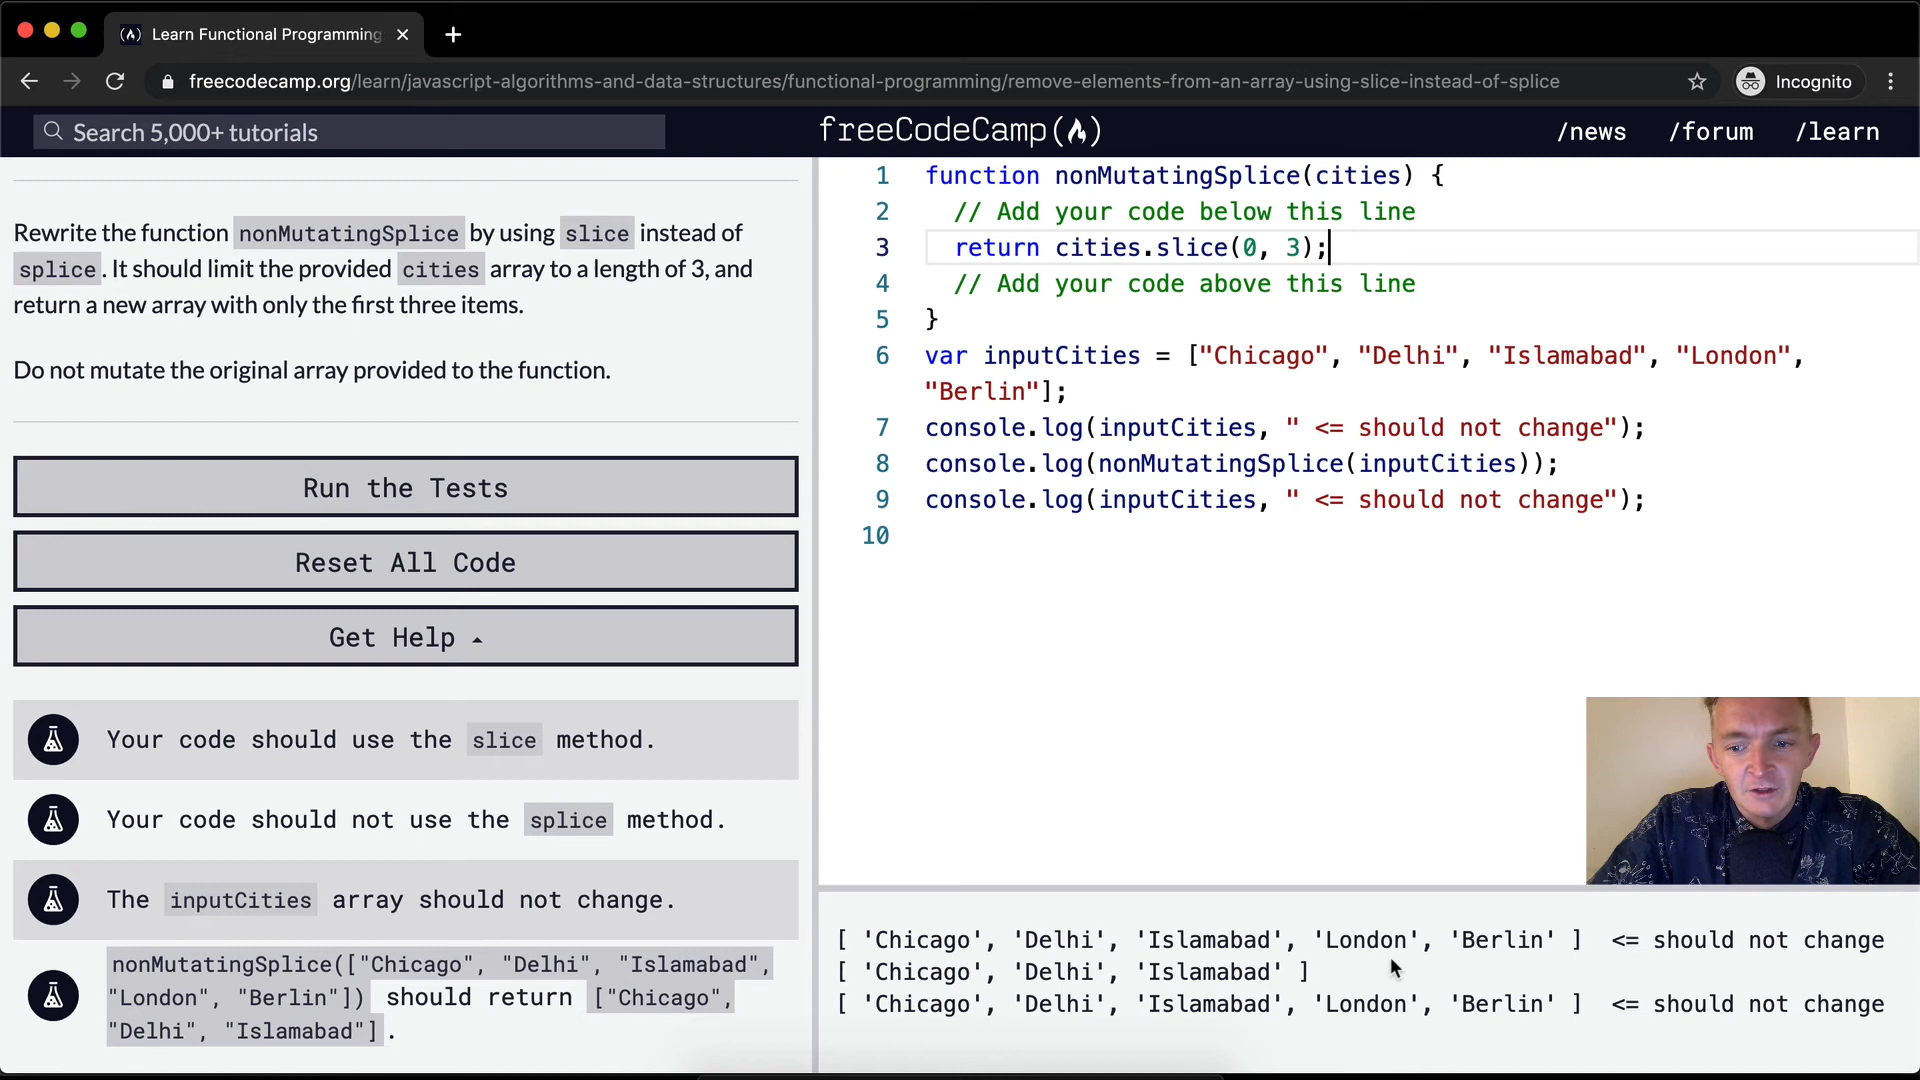 Learn Functional Programming:
freecodecamp.org/learn/javascript-algorithms-and-data-structures/functional-programming/remove-elements-from-an-array-using-slice-instead-of-splice
Incognito
Search 5,000+ tutorials
freeCodeCamp
/news
/forum
/learn
Rewrite the function nonMutatingSplice by using slice instead of
splice. It should limit the provided cities array to a length of 3, and
return a new array with only the first three items.
Do not mutate the original array provided to the function.
Run the Tests
Reset All Code
Get Help
Your code should use the slice method.
Your code should not use the splice method.
The inputCities array should not change.
nonMutatingSplice(["Chicago", "Delhi", "Islamabad",
"London", "Berlin"]) should return ["Chicago",
"Delhi", "Islamabad"].
1 function nonMutatingSplice(cities) {
2 // Add your code below this line
3 return cities.slice(0, 3);
4 // Add your code above this line
5 }
6 var inputCities = ["Chicago", "Delhi", "Islamabad", "London",
"Berlin"];
7 console.log(inputCities, " <= should not change");
8 console.log(nonMutatingSplice(inputCities));
9 console.log(inputCities, " <= should not change");
10
[ 'Chicago', 'Delhi', 'Islamabad', 'London', 'Berlin' ] <= should not change
[ 'Chicago', 'Delhi', 'Islamabad' ]
[ 'Chicago', 'Delhi', 'Islamabad', 'London', 'Berlin' ] <= should not change